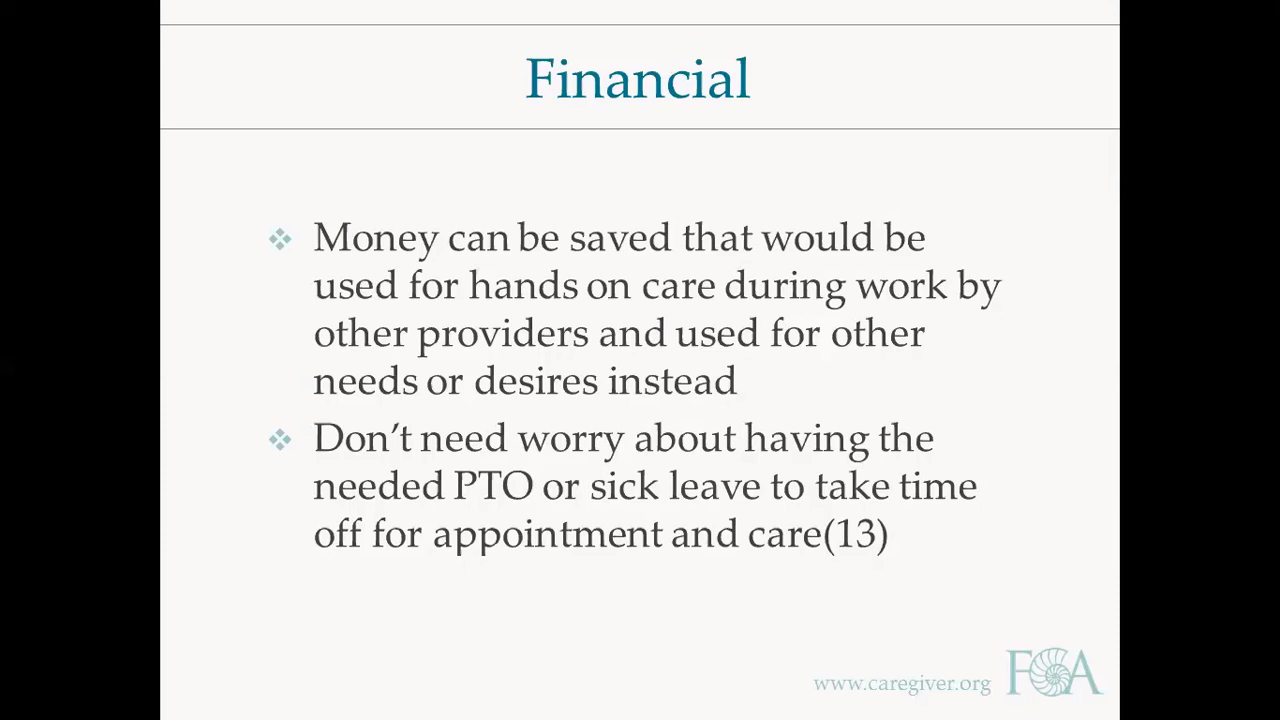 Financial
Money can be saved that would be
used for hands on care during work by
other providers and used for other
needs or desires instead
Don’t need worry about having the
needed PTO or sick leave to take time
off for appointment and care(13)
www.caregiver.org FCA